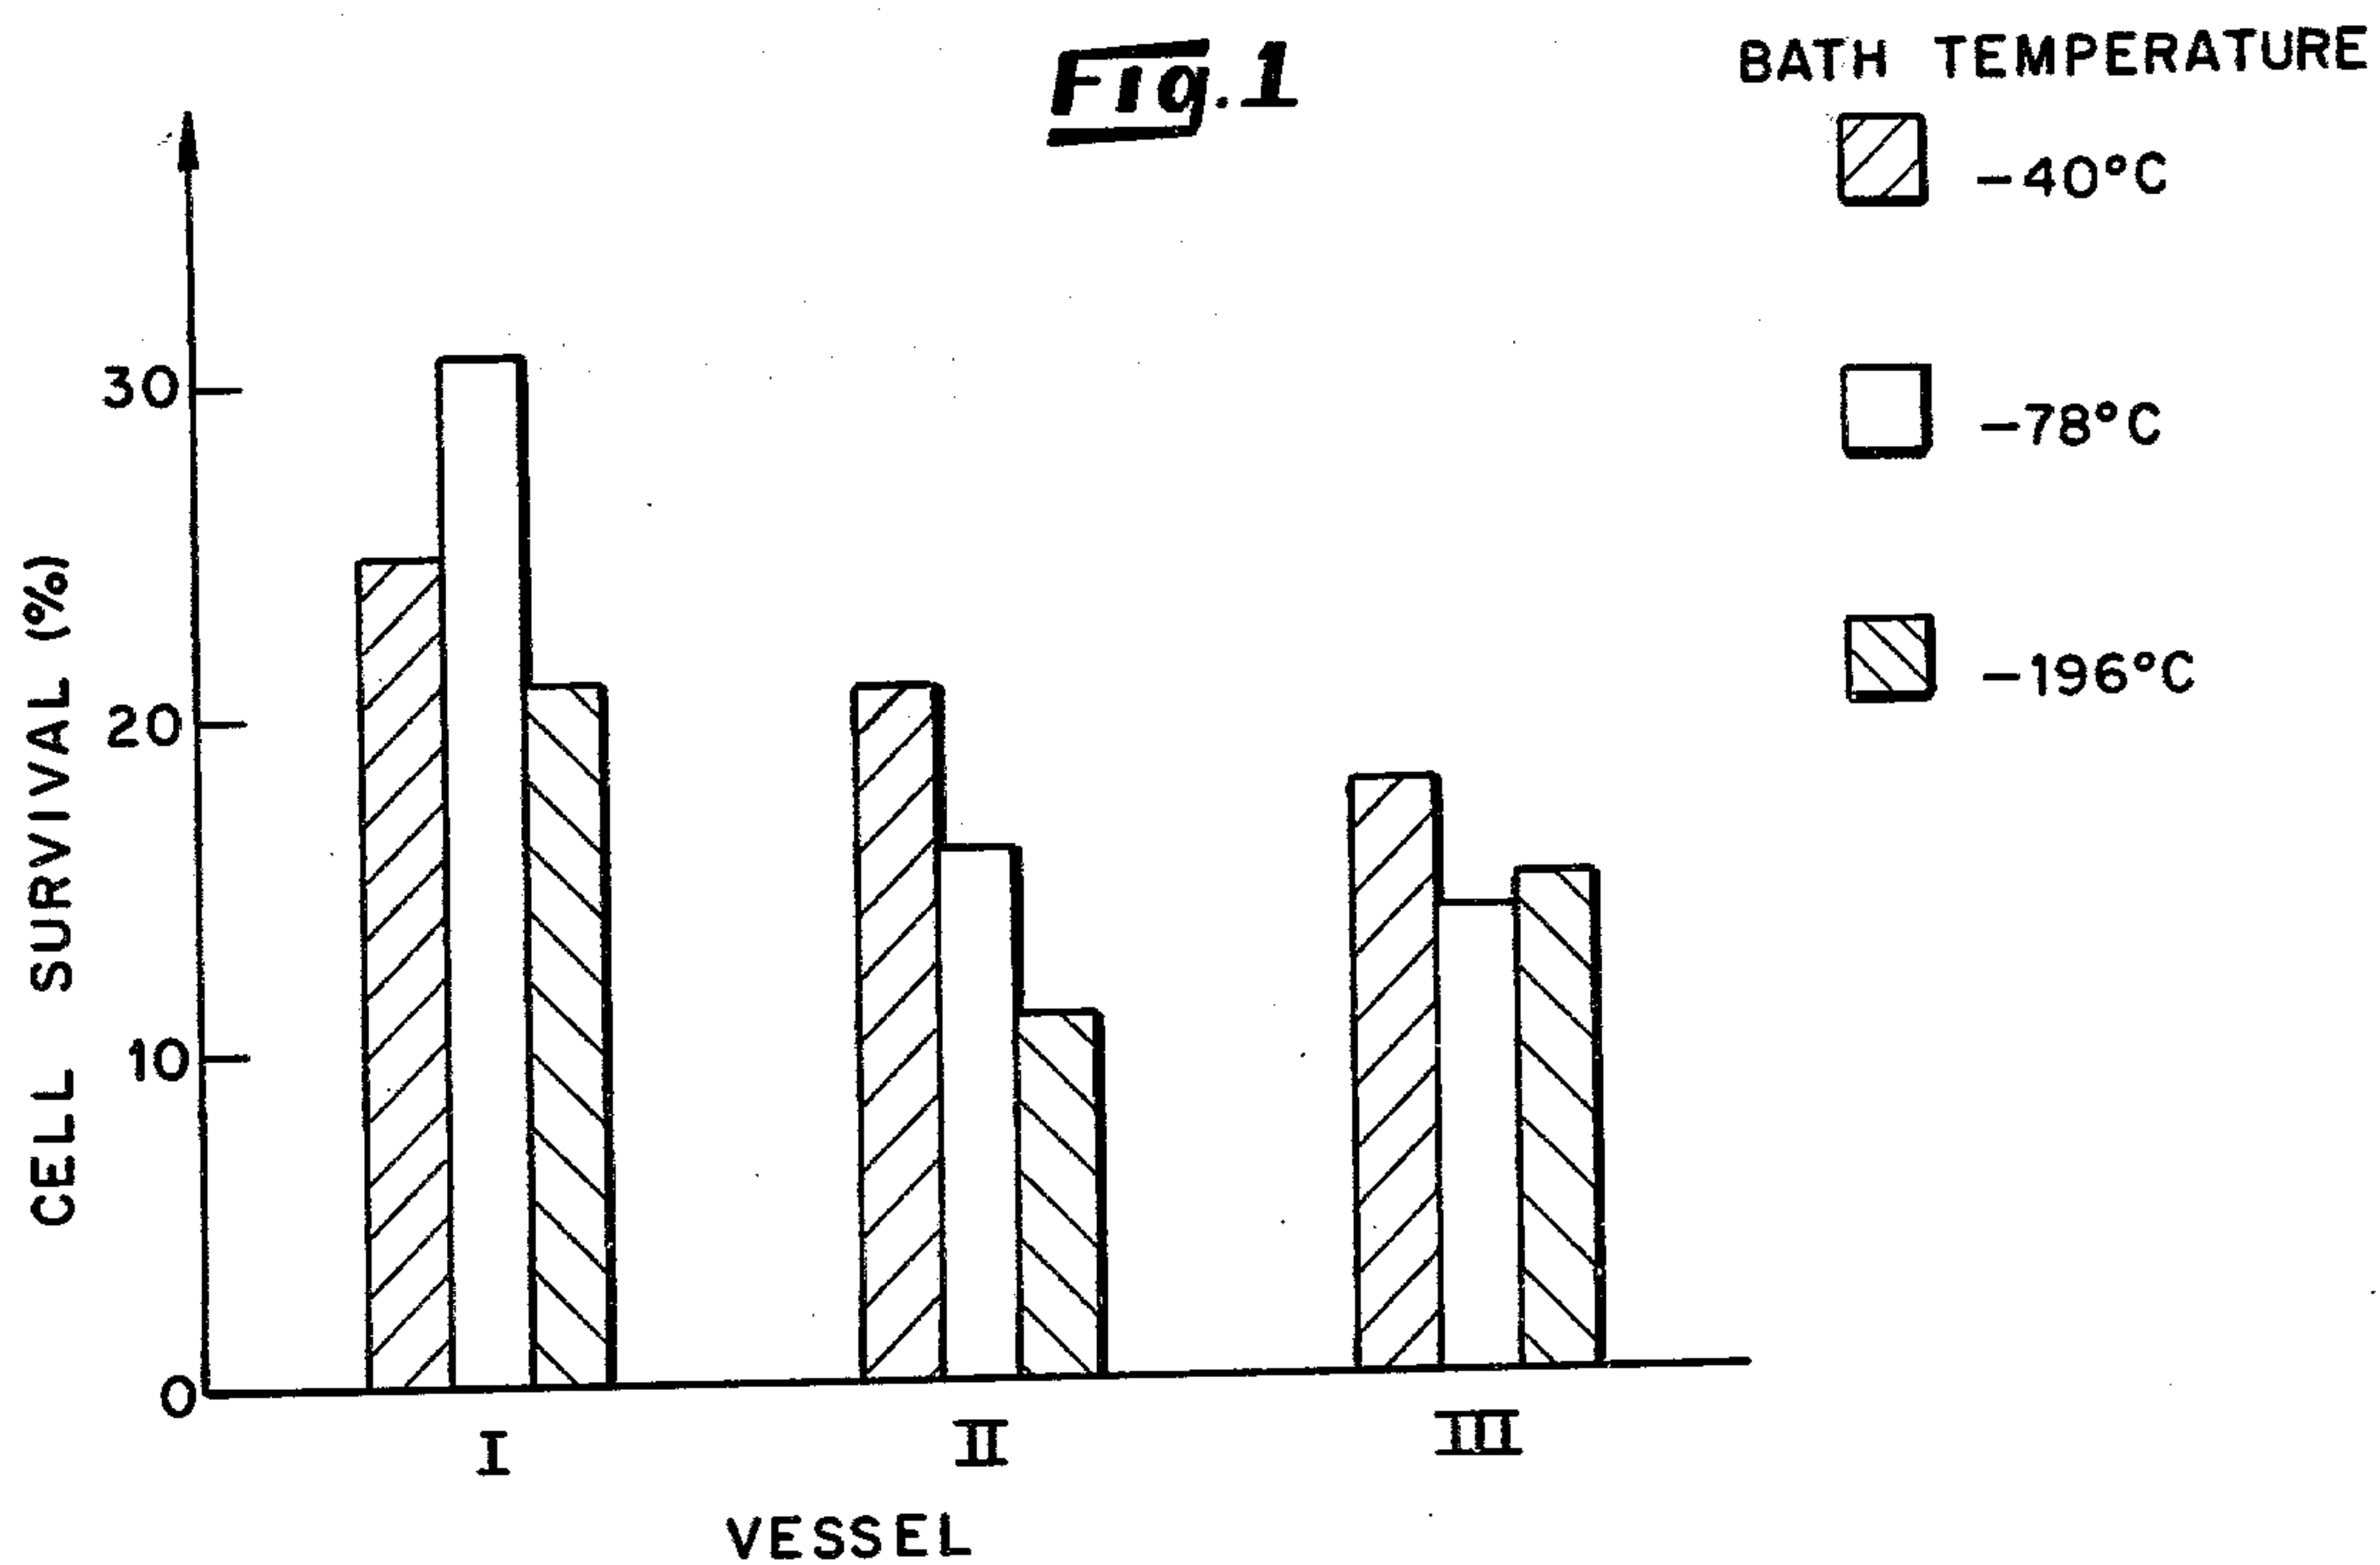 Fig.1
BATH TEMPERATURE
-40°C
-78°C
-196°C
CELL SURVIVAL (%)
30
20
10
0
I
II
III
VESSEL